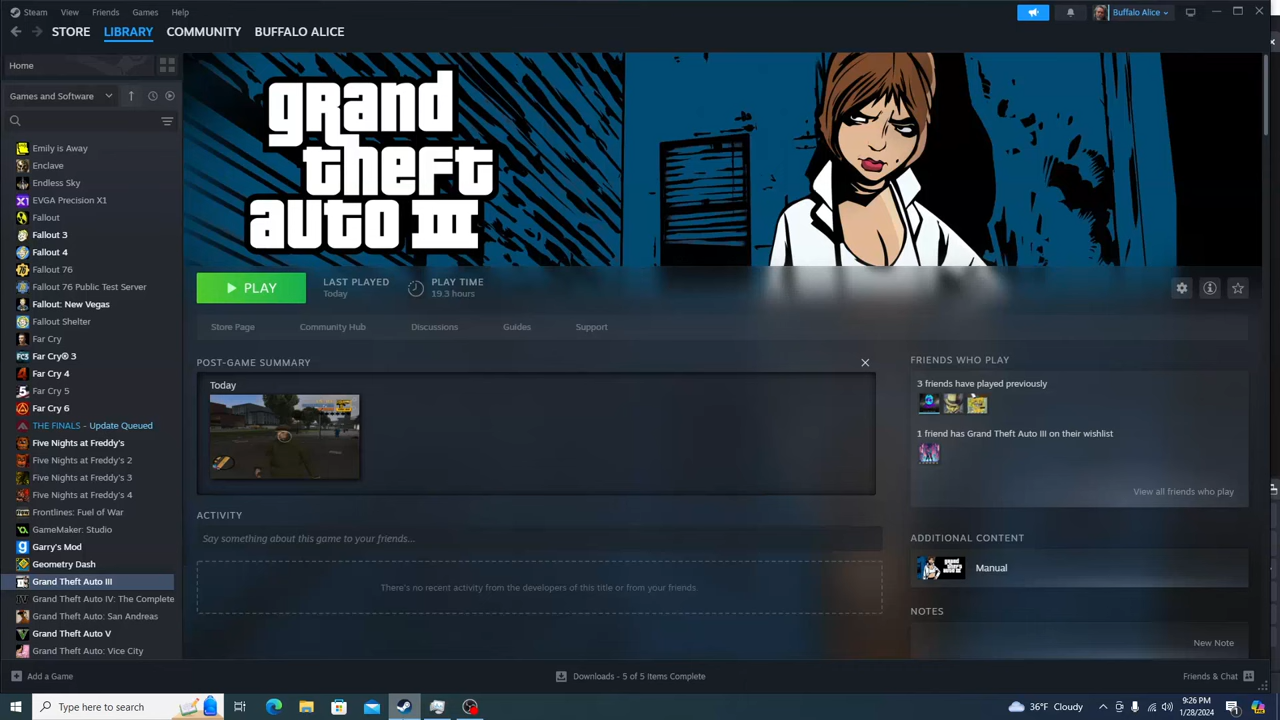 Steam View Friends Games Help
Buffalo Alice
STORE LIBRARY COMMUNITY BUFFALO ALICE
Home
Games and Software
Emily is Away
Enclave
Endless Sky
EVGA Precision X1
Fallout
Fallout 3
Fallout 4
Fallout 76
Fallout 76 Public Test Server
Fallout: New Vegas
Fallout Shelter
Far Cry
Far Cry® 3
Far Cry 4
Far Cry 5
Far Cry 6
THE FINALS - Update Queued
Five Nights at Freddy's
Five Nights at Freddy's 2
Five Nights at Freddy's 3
Five Nights at Freddy's 4
Frontlines: Fuel of War
GameMaker: Studio
Garry's Mod
Geometry Dash
Grand Theft Auto III
Grand Theft Auto IV: The Complete
Grand Theft Auto: San Andreas
Grand Theft Auto V
Grand Theft Auto: Vice City
grand
theft
auto III
PLAY
LAST PLAYED
Today
PLAY TIME
19.3 hours
Store Page Community Hub Discussions Guides Support
POST-GAME SUMMARY
Today
ACTIVITY
Say something about this game to your friends...
There's no recent activity from the developers of this title or from your friends.
FRIENDS WHO PLAY
3 friends have played previously
1 friend has Grand Theft Auto III on their wishlist
View all friends who play
ADDITIONAL CONTENT
Manual
NOTES
New Note
Add a Game
Downloads - 5 of 5 Items Complete
Friends & Chat
Type here to search
36°F Cloudy
9:26 PM
1/28/2024